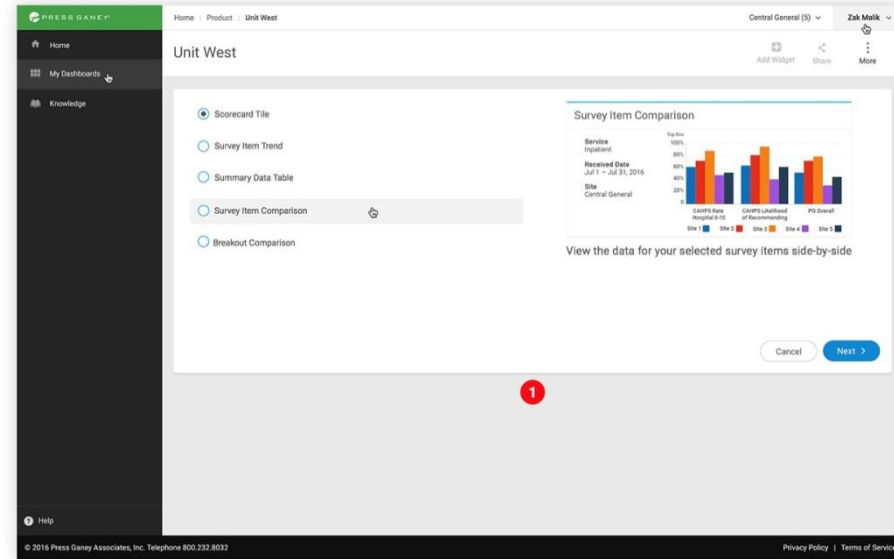 PRESS GANEY
Home | Product | Unit West
Central General (5)
Zak Malik
Home
My Dashboards
Knowledge
Unit West
Add Widget
Share
More
Scorecard Tile
Survey Item Trend
Summary Data Table
Survey Item Comparison
Breakout Comparison
Survey Item Comparison
Service
Inpatient
Received Date
Jul 1 – Jul 31, 2016
Site
Central General
Top Box
100%
80%
60%
40%
20%
0
CAHPS Rate
Hospital 0-10
CAHPS Likelihood
of Recommending
PG Overall
Site 1 Site 2 Site 3 Site 4 Site 5
View the data for your selected survey items side-by-side
Cancel
Next
1
Help
© 2016 Press Ganey Associates, Inc. Telephone 800.232.8032
Privacy Policy | Terms of Service